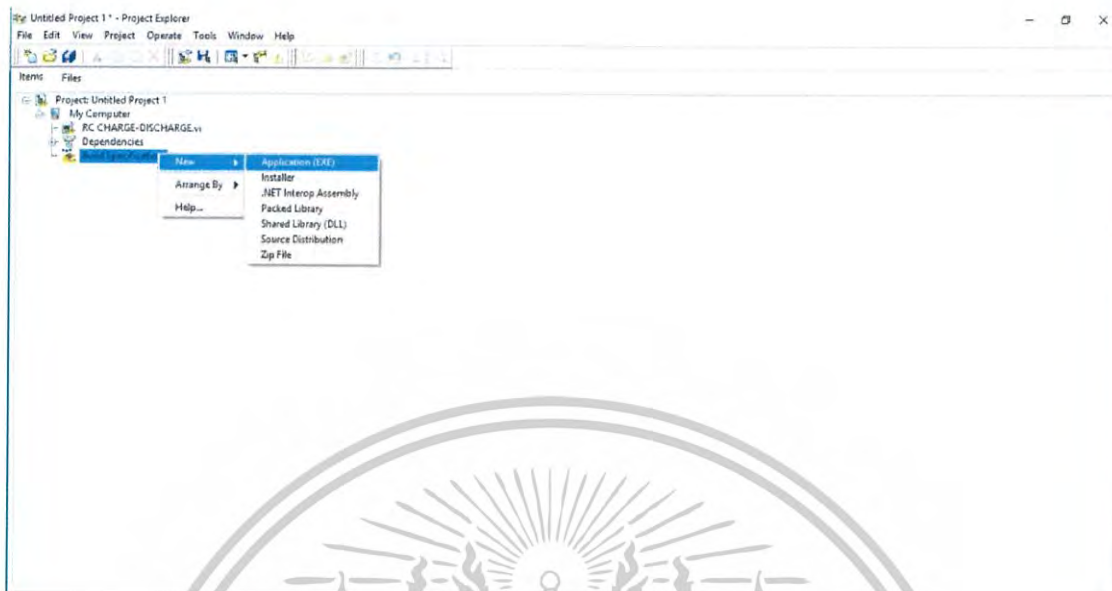 Untitled Project 1 * - Project Explorer
File Edit View Project Operate Tools Window Help
Items Files
Project: Untitled Project 1
My Computer
RC CHARGE-DISCHARGE.vi
Dependencies
New Application (EXE)
Installer
Arrange By .NET Interop Assembly
Help... Packed Library
Shared Library (DLL)
Source Distribution
Zip File